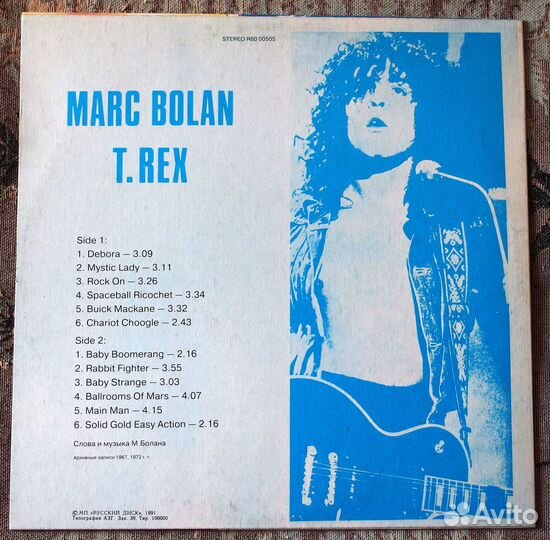 STEREO R60 00505
MARC BOLAN
T. REX
Side 1:
1. Debora – 3.09
2. Mystic Lady – 3.11
3. Rock On – 3.26
4. Spaceball Ricochet – 3.34
5. Buick Mackane – 3.32
6. Chariot Choogle – 2.43
Side 2:
1. Baby Boomerang – 2.16
2. Rabbit Fighter – 3.55
3. Baby Strange – 3.03
4. Ballrooms Of Mars – 4.07
5. Main Man – 4.15
6. Solid Gold Easy Action – 2.16
Слова и музыка М.Болана
Архивные записи 1967, 1972 г. г.
© МП «РУССКИЙ ДИСК», 1991
Типография АЗГ. Зак. 39. Тир. 100000
Avito